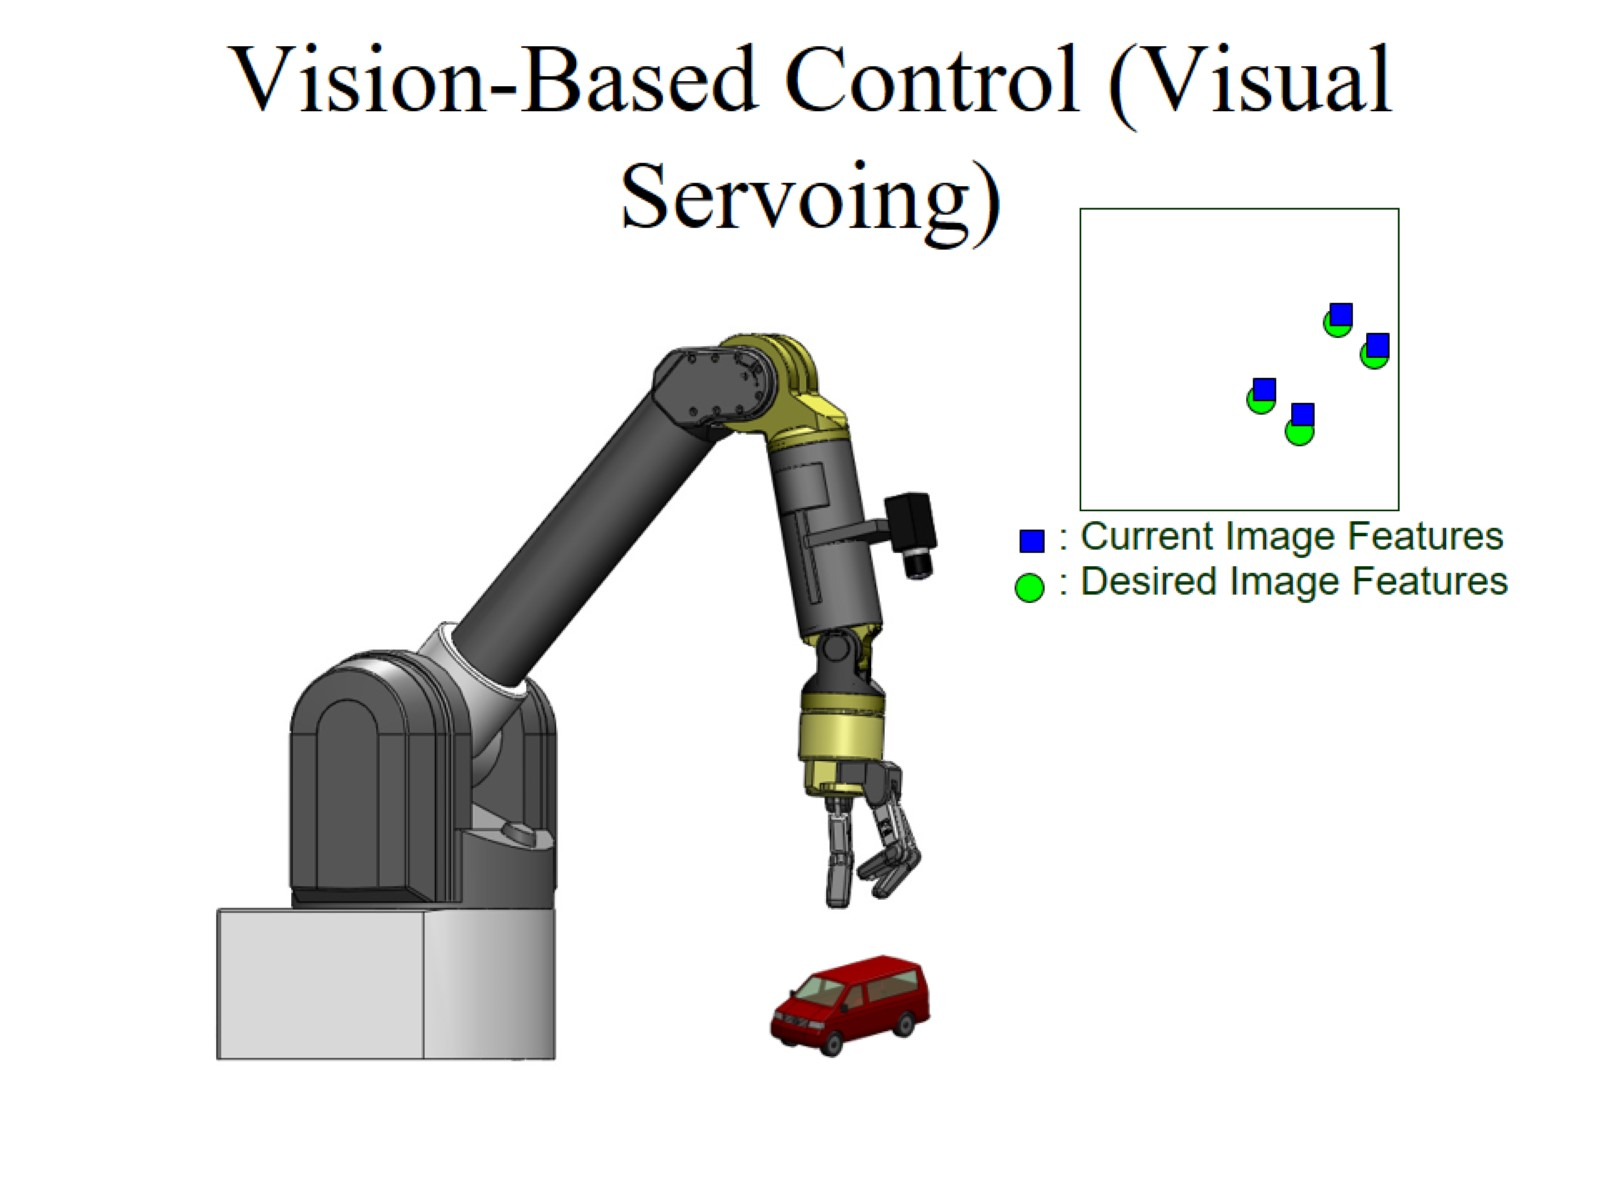 Vision-Based Control (Visual
Servoing)
: Current Image Features
: Desired Image Features